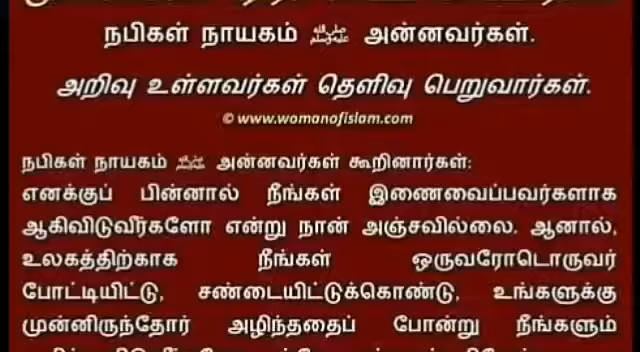 நபிகள் நாயகம் ﷺ அன்னவர்கள்.
அறிவு உள்ளவர்கள் தெளிவு பெறுவார்கள்.
© www.womanofislam.com
நபிகள் நாயகம் ﷺ அன்னவர்கள் கூறினார்கள்:
எனக்குப் பின்னால் நீங்கள் இணைவைப்பவர்களாக
ஆகிவிடுவீர்களோ என்று நான் அஞ்சவில்லை. ஆனால்,
உலகத்திற்காக நீங்கள் ஒருவரோடொருவர்
போட்டியிட்டு, சண்டையிட்டுக்கொண்டு, உங்களுக்கு
முன்னிருந்தோர் அழிந்ததைப் போன்று நீங்களும்